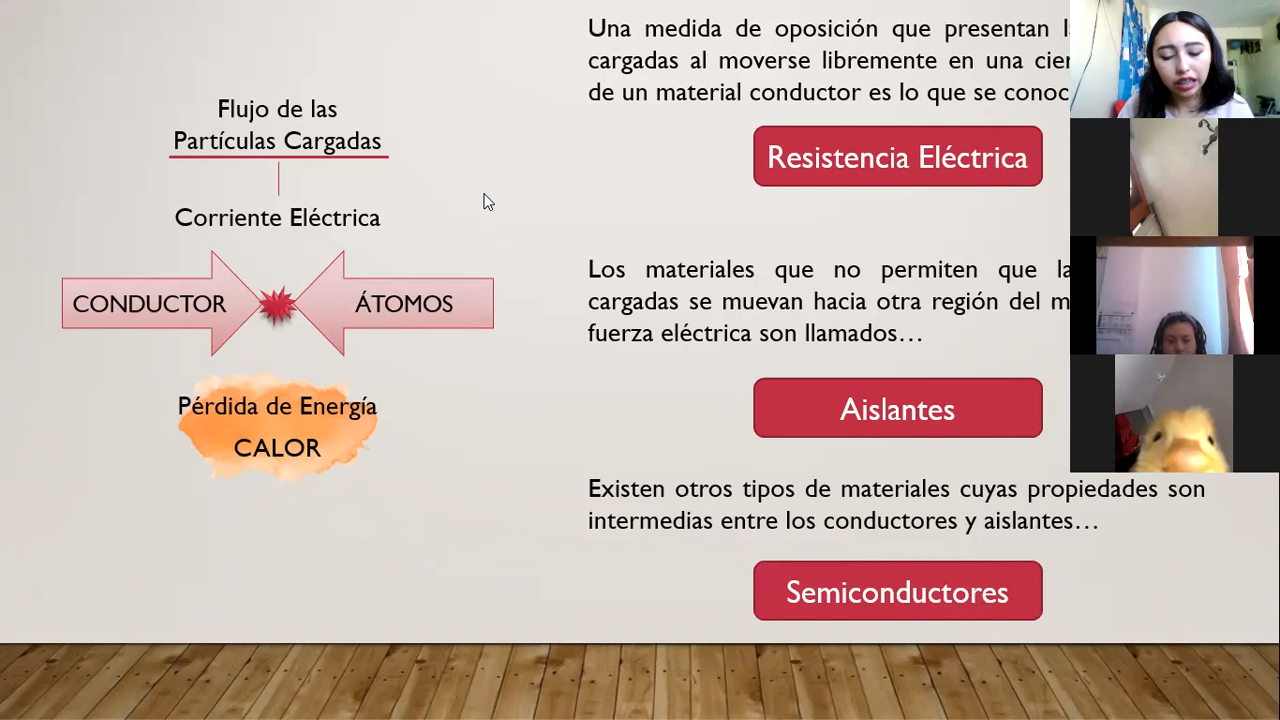 Flujo de las
Partículas Cargadas
Corriente Eléctrica
CONDUCTOR
ÁTOMOS
Pérdida de Energía
CALOR
Una medida de oposición que presentan
cargadas al moverse libremente en una
de un material conductor es lo que se
Resistencia Eléctrica
Los materiales que no permiten que
cargadas se muevan hacia otra región del
fuerza eléctrica son llamados…
Aislantes
Existen otros tipos de materiales cuyas propiedades son
intermedias entre los conductores y aislantes…
Semiconductores